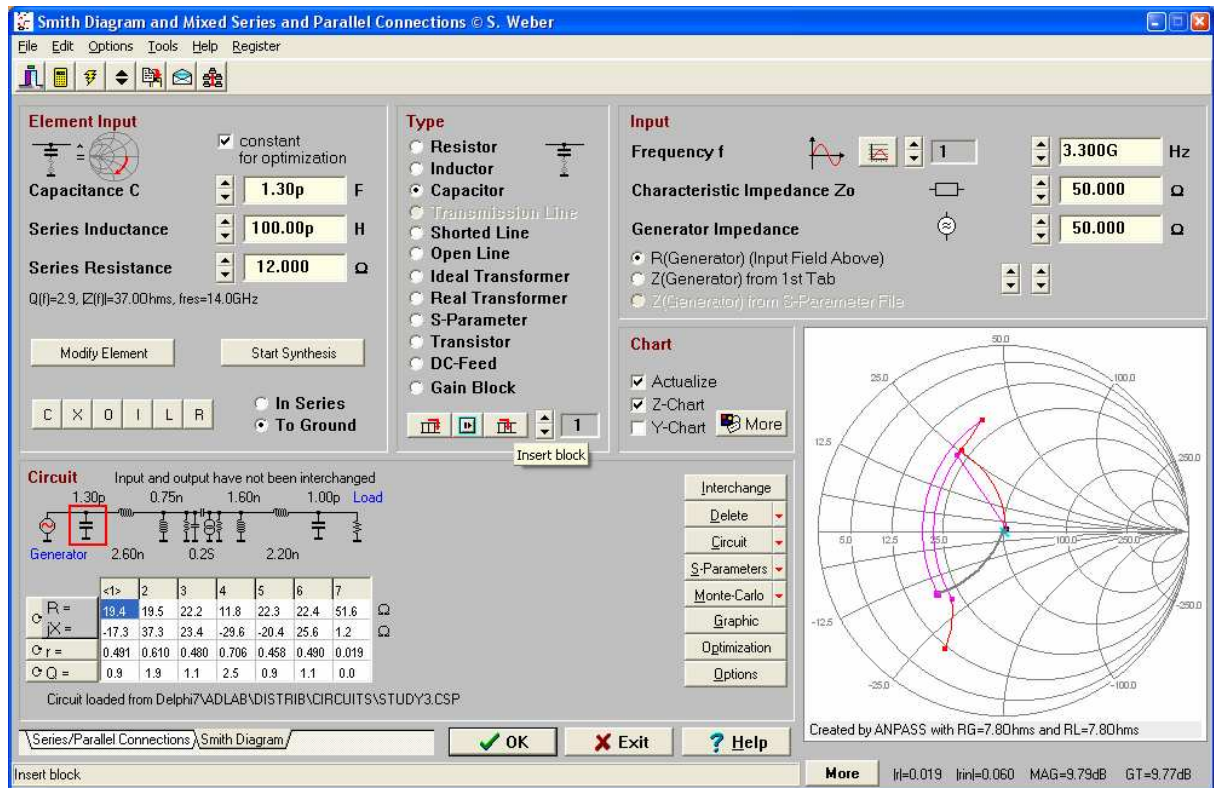 Smith Diagram and Mixed Series and Parallel Connections © S. Weber
File Edit Options Tools Help Register
Element Input
constant
for optimization
Capacitance C 1.30p F
Series Inductance 100.00p H
Series Resistance 12.000 Ω
Q(f)=2.9, |Z(f)|=37.0Ohms, fres=14.0GHz
Modify Element Start Synthesis
C X O I L R
In Series
To Ground
Type
Resistor
Inductor
Capacitor
Transmission Line
Shorted Line
Open Line
Ideal Transformer
Real Transformer
S-Parameter
Transistor
DC-Feed
Gain Block
1
Insert block
Input
Frequency f 1 3.300G Hz
Characteristic Impedance Zo 50.000 Ω
Generator Impedance 50.000 Ω
R(Generator) (Input Field Above)
Z(Generator) from 1st Tab
Z(Generator) from S-Parameter File
Chart
Actualize
Z-Chart
Y-Chart More
Circuit Input and output have not been interchanged
1.30p 0.75n 1.60n 1.00p Load
Generator 2.60n 0.2S 2.20n
<1> 2 3 4 5 6 7
R = 19.4 19.5 22.2 11.8 22.3 22.4 51.6 Ω
jX = -17.3 37.3 23.4 -29.6 -20.4 25.6 1.2 Ω
r = 0.491 0.610 0.480 0.706 0.458 0.490 0.019
Q = 0.9 1.9 1.1 2.5 0.9 1.1 0.0
Circuit loaded from Delphi7\ADLAB\DISTRIB\CIRCUITS\STUDY3.CSP
Interchange
Delete
Circuit
S-Parameters
Monte-Carlo
Graphic
Optimization
Options
50.0
25.0 100.0
12.5 250.0
5.0 12.5 25.0 100.0 250.0
-12.5 -250.0
-25.0 -100.0
Created by ANPASS with RG=7.8Ohms and RL=7.8Ohms
Series/Parallel Connections Smith Diagram
OK Exit Help
Insert block More |r|=0.019 |rin|=0.060 MAG=9.79dB GT=9.77dB